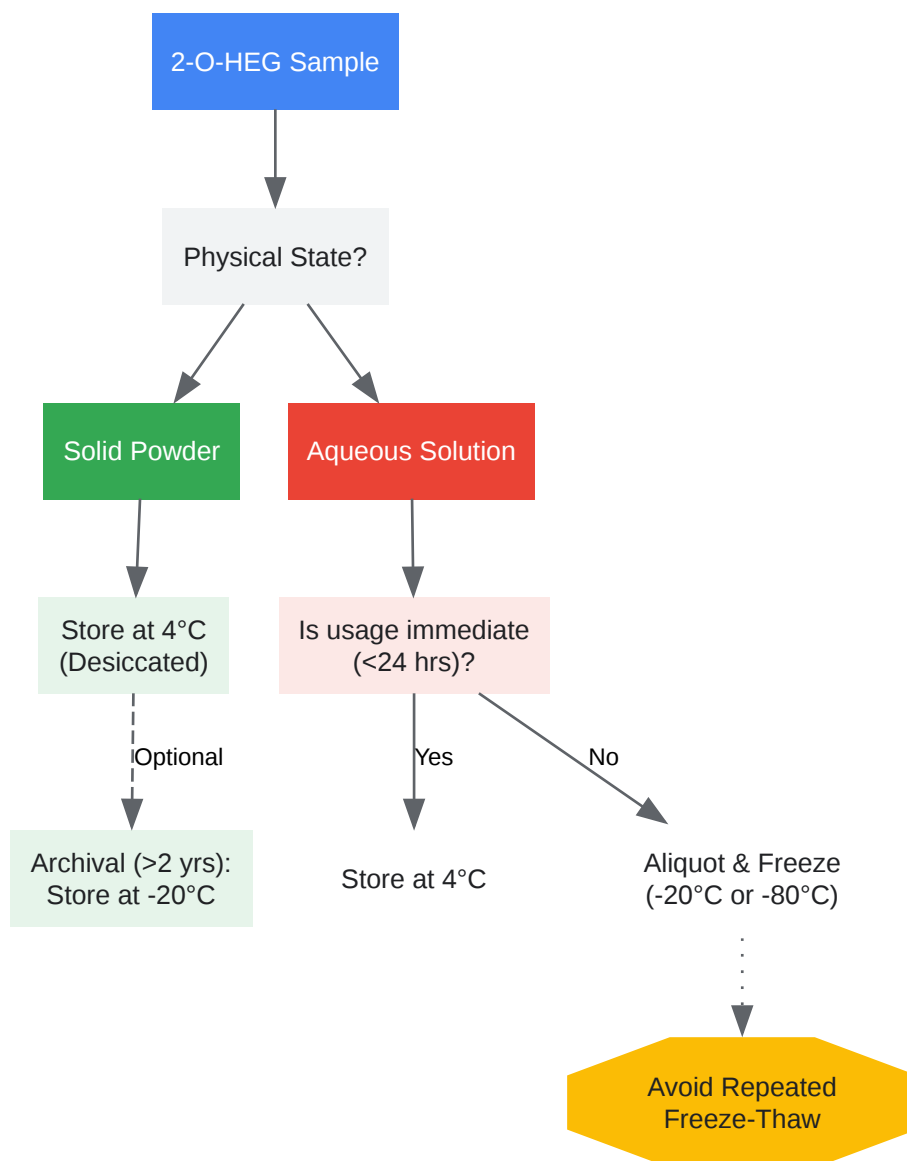 2-O-HEG Sample
Physical State?
Solid Powder
Aqueous Solution
Store at 4°C
(Desiccated)
Is usage immediate
(<24 hrs)?
Optional
Yes
No
Archival (>2 yrs):
Store at -20°C
Store at 4°C
Aliquot & Freeze
(-20°C or -80°C)
Avoid Repeated
Freeze-Thaw